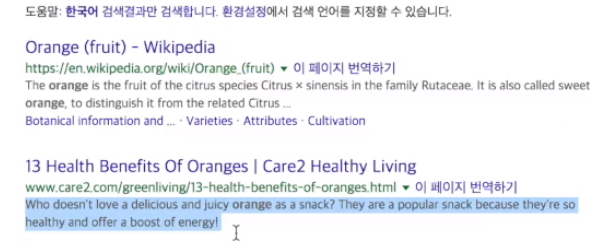 도움말: 한국어 검색결과만 검색합니다. 환경설정에서 검색 언어를 지정할 수 있습니다.
Orange (fruit) - Wikipedia
https://en.wikipedia.org/wiki/Orange_(fruit) ▼ 이 페이지 번역하기
The orange is the fruit of the citrus species Citrus × sinensis in the family Rutaceae. It is also called sweet
orange, to distinguish it from the related Citrus ...
Botanical information and ... · Varieties · Attributes · Cultivation
13 Health Benefits Of Oranges | Care2 Healthy Living
www.care2.com/greenliving/13-health-benefits-of-oranges.html ▼ 이 페이지 번역하기
Who doesn't love a delicious and juicy orange as a snack? They are a popular snack because they're so
healthy and offer a boost of energy!